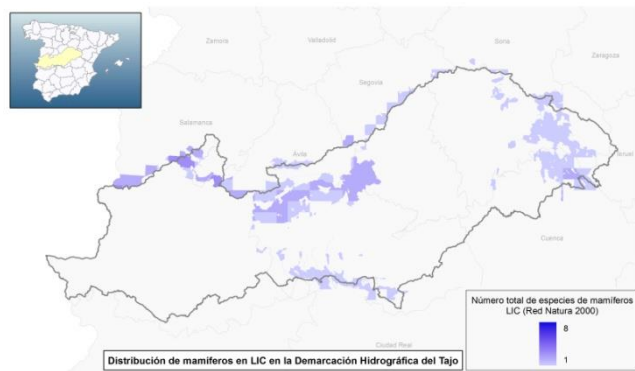 Zamora
Valladolid
Soria
Zaragoza
Segovia
Salamanca
Ávila
Teruel
Cuenca
Ciudad Real
Número total de especies de mamíferos
LIC (Red Natura 2000)
8
1
Distribución de mamíferos en LIC en la Demarcación Hidrográfica del Tajo